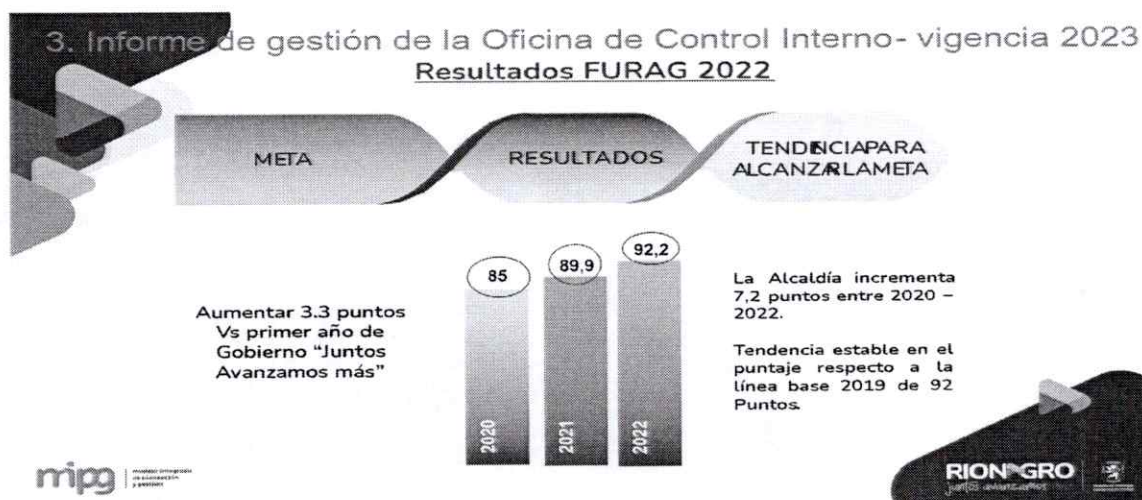 3. Informe de gestión de la Oficina de Control Interno- vigencia 2023
Resultados FURAG 2022
META
RESULTADOS
TENDENCIAPARA
ALCANZARLAMETA
Aumentar 3.3 puntos
Vs primer año de
Gobierno “Juntos
Avanzamos más”
85
89,9
92,2
2020
2021
2022
La Alcaldía incrementa
7,2 puntos entre 2020 –
2022.
Tendencia estable en el
puntaje respecto a la
línea base 2019 de 92
Puntos.
mipg
RIONEGRO
juntos avanzamos